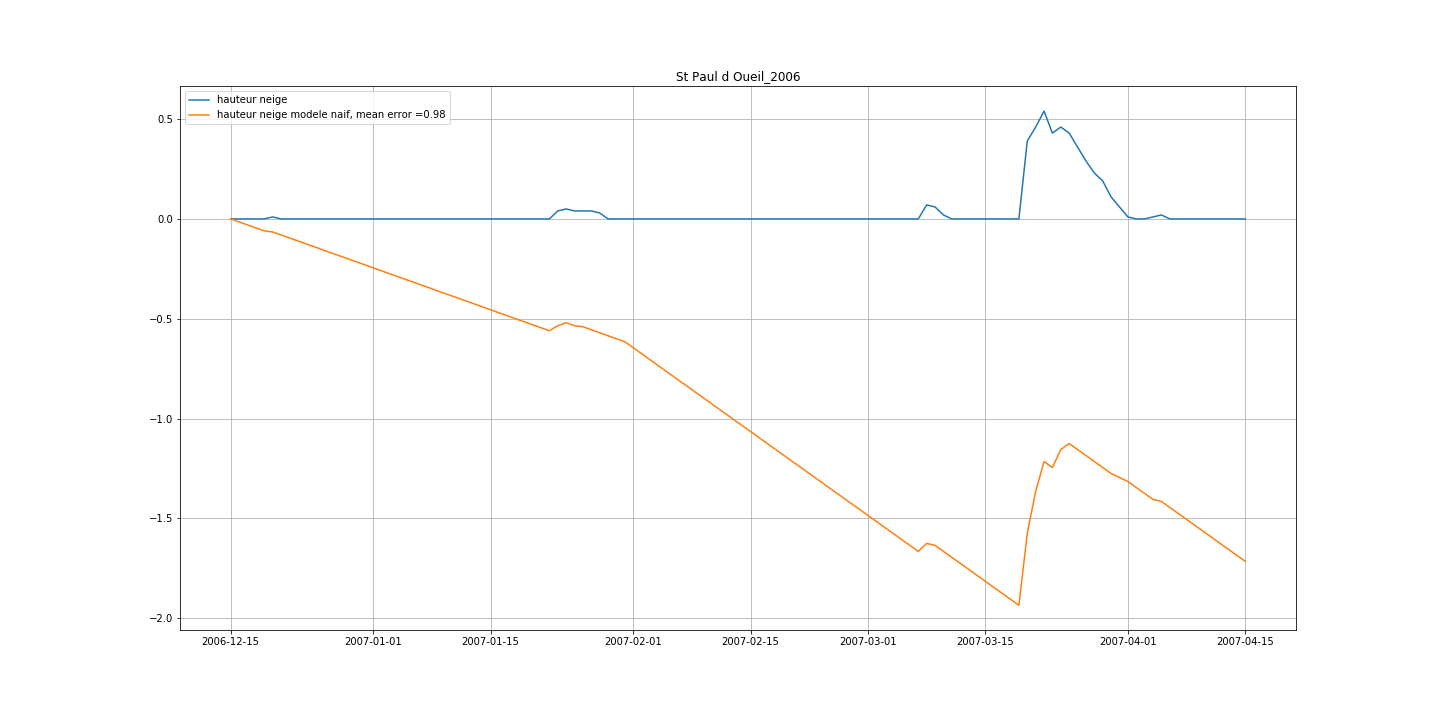 St Paul d Oueil_2006
hauteur neige
hauteur neige modele naif, mean error =0.98
0.5
0.0
−0.5
−1.0
−1.5
−2.0
2006-12-15 2007-01-01 2007-01-15 2007-02-01 2007-02-15 2007-03-01 2007-03-15 2007-04-01 2007-04-15